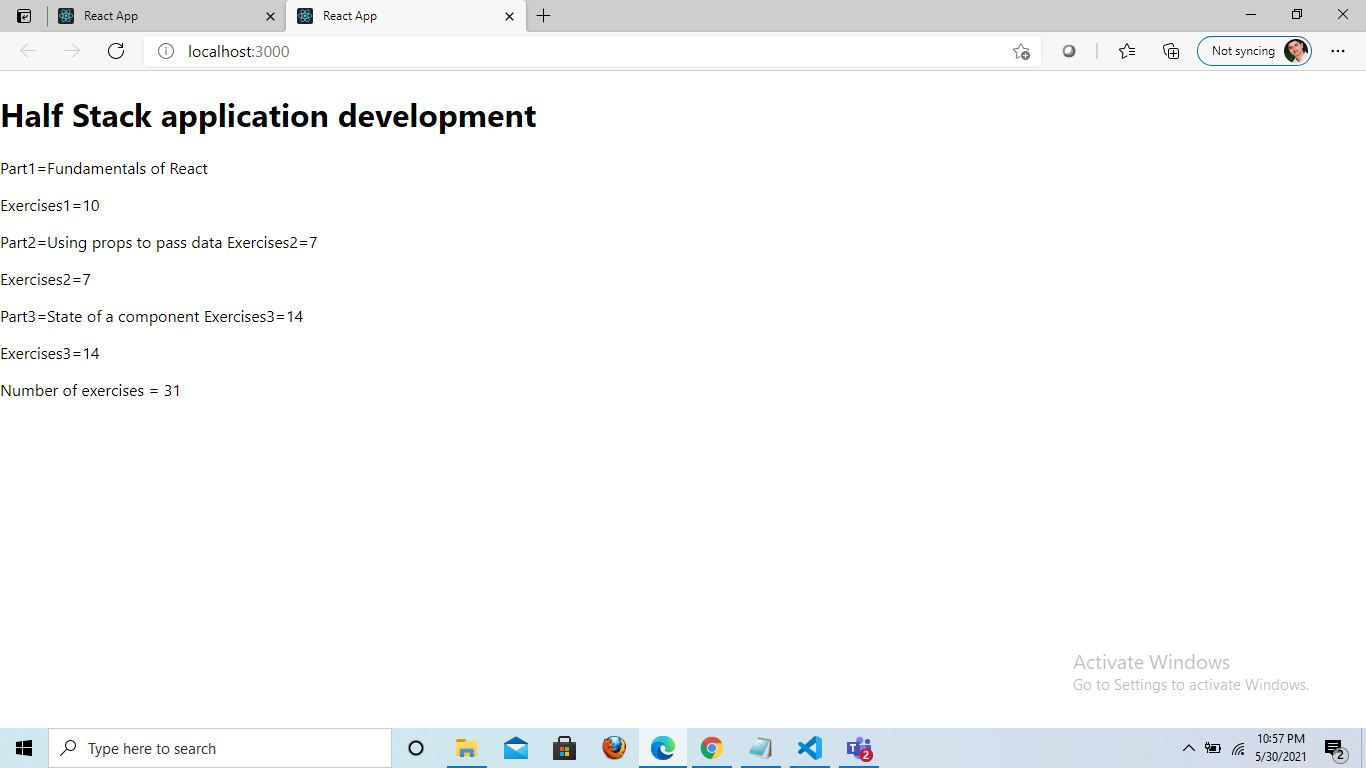 React App
React App
localhost:3000
Not syncing
Half Stack application development
Part1=Fundamentals of React
Exercises1=10
Part2=Using props to pass data Exercises2=7
Exercises2=7
Part3=State of a component Exercises3=14
Exercises3=14
Number of exercises = 31
Activate Windows
Go to Settings to activate Windows.
Type here to search
2
10:57 PM
5/30/2021
2